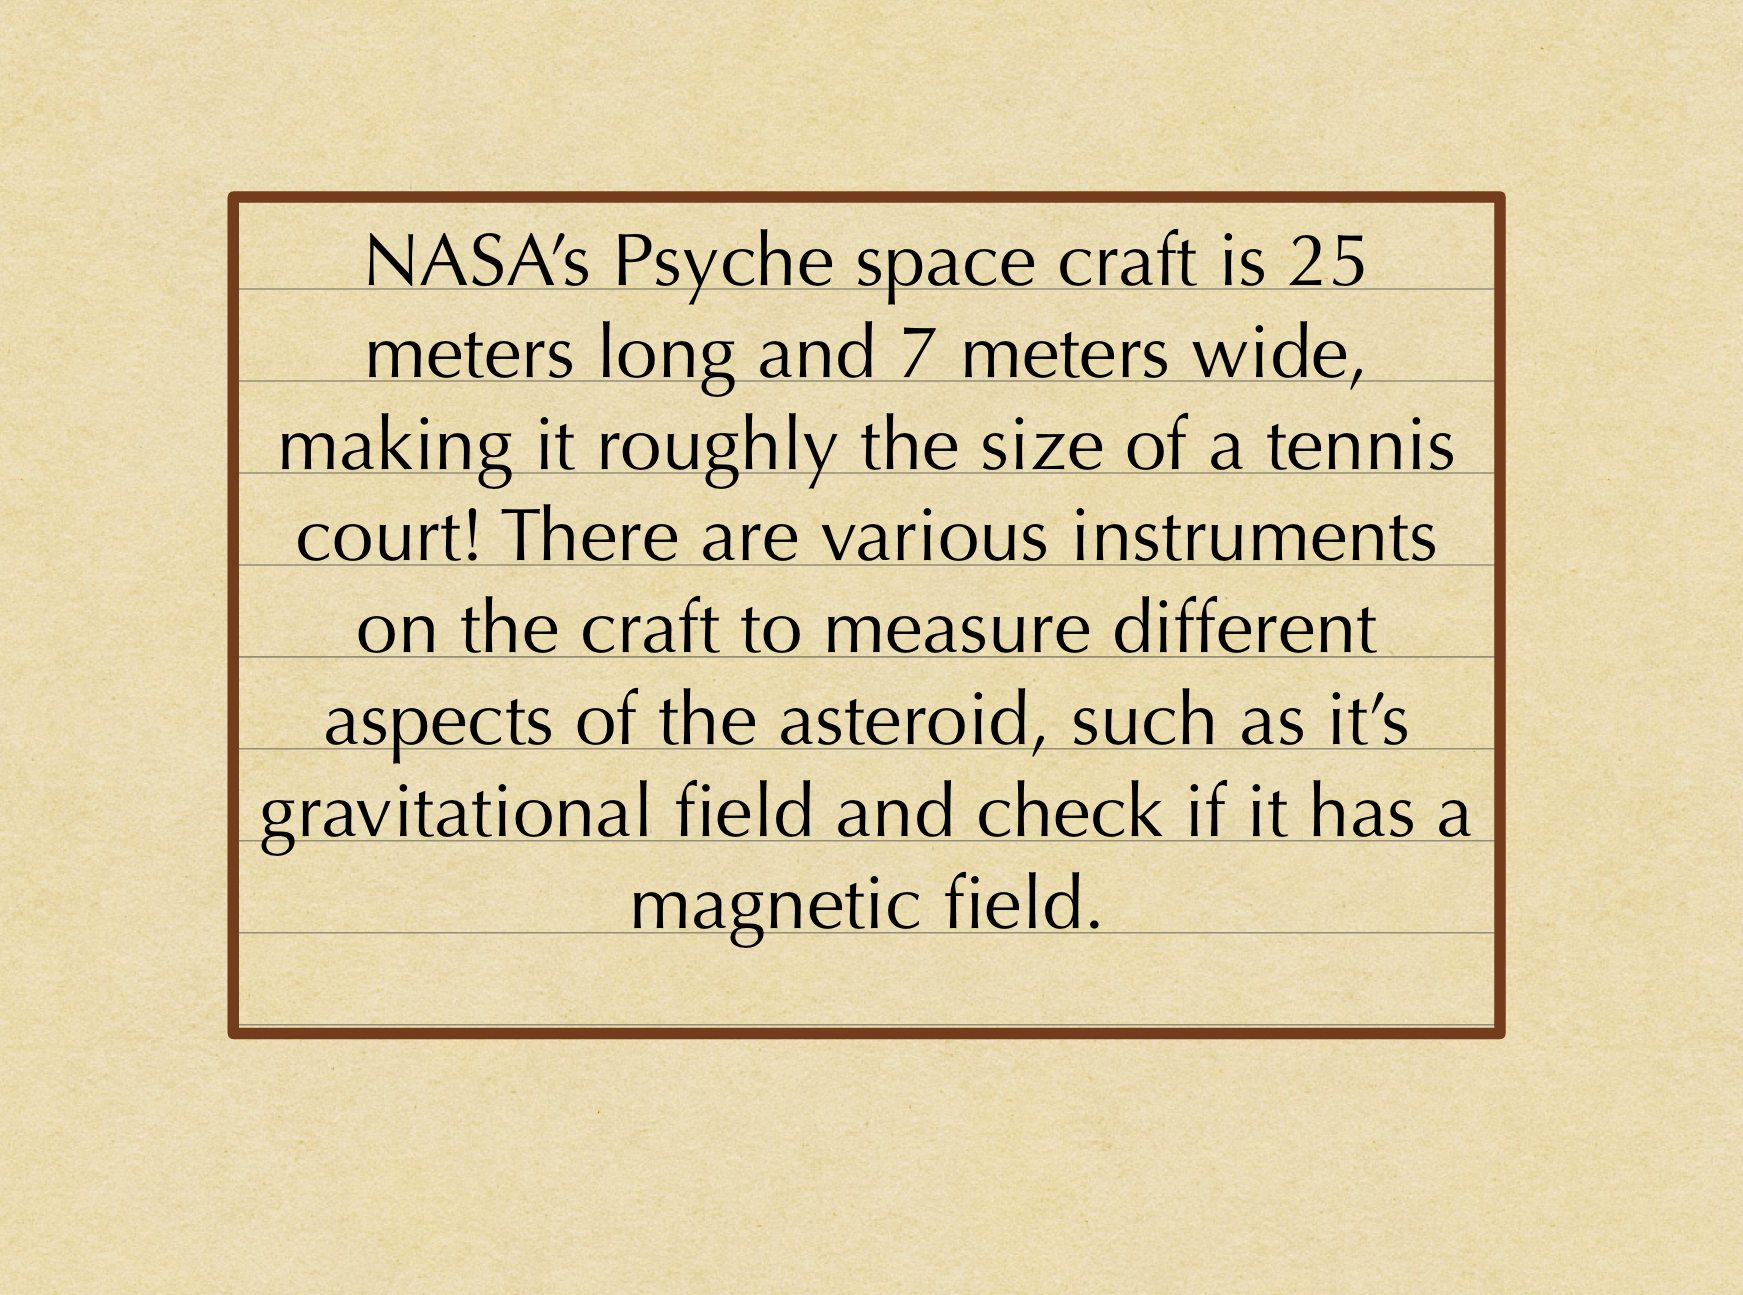 NASA’s Psyche space craft is 25
meters long and 7 meters wide,
making it roughly the size of a tennis
court! There are various instruments
on the craft to measure different
aspects of the asteroid, such as it’s
gravitational field and check if it has a
magnetic field.